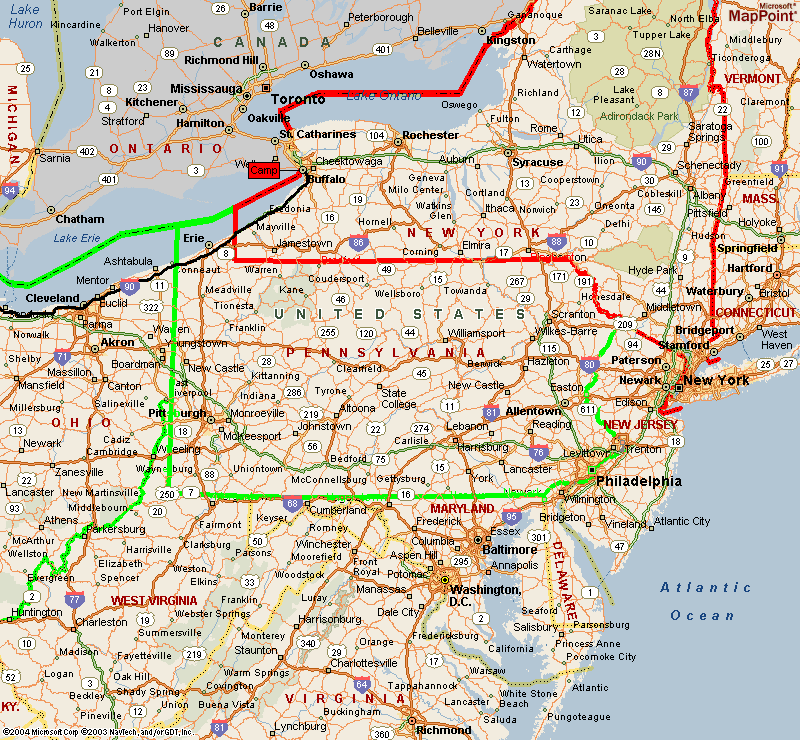 Lake
Huron
Port Elgin
Barrie
Peterborough
Gananoque
Saranac Lake
North Elba
Microsoft
MapPoint
Kincardine
Hanover
Walkerton
Belleville
Kingston
Tupper Lake
Middlebury
CANADA
Carthage
Watertown
Ticonderoga
Richmond Hill
Oshawa
VERMONT
MICHIGAN
Mississauga
Toronto
Lake Ontario
Richland
Lake
Pleasant
Claremont
Kitchener
Oswego
Stratford
Oakville
Adirondack Park
Hamilton
St. Catharines
Rochester
Fulton
Rome
Saratoga
Springs
Sarnia
ONTARIO
Cheektowaga
Auburn
Syracuse
Utica
Ilion
Schenectady
Camp
Buffalo
Geneva
Milo Center
Cortland
Cooperstown
Cobleskill
Albany
Greenfield
Chatham
Fredonia
Hornell
Watkins
Glen
Ithaca
Norwich
Oneonta
Delhi
Pittsfield
MASS.
Mayville
NEW YORK
Holyoke
Lake Erie
Erie
Jamestown
Corning
Elmira
Hudson
Springfield
Ashtabula
Conneaut
Warren
Hyde Park
Hartford
Mentor
Meadville
Kane
Coudersport
Wellsboro
Towanda
Honesdale
Waterbury
Bristol
Cleveland
Euclid
Tionesta
UNITED STATES
Scranton
Middletown
CONNECTICUT
Parma
Franklin
Williamsport
Wilkes-Barre
Bridgeport
West
Haven
Norwalk
Warren
Youngstown
Stamford
Shelby
Akron
PENNSYLVANIA
Boardman
Clearfield
Berwick
Hazleton
Paterson
Massillon
New Castle
Kittanning
Mansfield
Canton
East
Liverpool
Indiana
Tyrone
State
College
New Castle
Easton
Newark
New York
Millersburg
Salineville
Altoona
Allentown
Edison
Pittsburgh
Monroeville
OHIO
Cadiz
Johnstown
Lebanon
Reading
NEW JERSEY
Newark
Cambridge
McKeesport
Carlisle
Harrisburg
Levittown
Trenton
Wheeling
Bedford
Zanesville
Waynesburg
Uniontown
McConnellsburg
Gettysburg
York
Lancaster
Philadelphia
Lancaster
New Martinsville
Newark
Wilmington
Middlebourne
Cumberland
MARYLAND
Athens
Fairmont
Keyser
Frederick
Bridgeton
Vineland
Atlantic City
Parkersburg
Romney
Essex
McArthur
Clarksburg
Columbia
Baltimore
Wellston
Harrisville
Parsons
Winchester
Aspen Hill
DELAWARE
Elizabeth
Moorefield
Front
Royal
Annapolis
Evergreen
Spencer
Weston
Woodstock
Potomac
Elkins
Washington,
D.C.
Atlantic
Ocean
Manassas
Huntington
WEST VIRGINIA
Franklin
Luray
Dale City
Seaford
Parsonsburg
Webster Springs
Harrisonburg
Charleston
Summersville
Monterey
Fredericksburg
Salisbury
Princess Anne
Madison
Fayetteville
Staunton
Orange
California
Pocomoke City
Logan
Oak Hill
Warm Springs
Charlottesville
Warsaw
Beckley
Shady Spring
Covington
Tappahannock
White Stone
Atlantic
KY.
Union
Buena Vista
VIRGINIA
Lancaster
Beach
Pineville
Buckingham
Saluda
Pungoteague
Lynchburg
Richmond
©2004 Microsoft Corp ©2003 NavTech, and/or GDT, Inc.